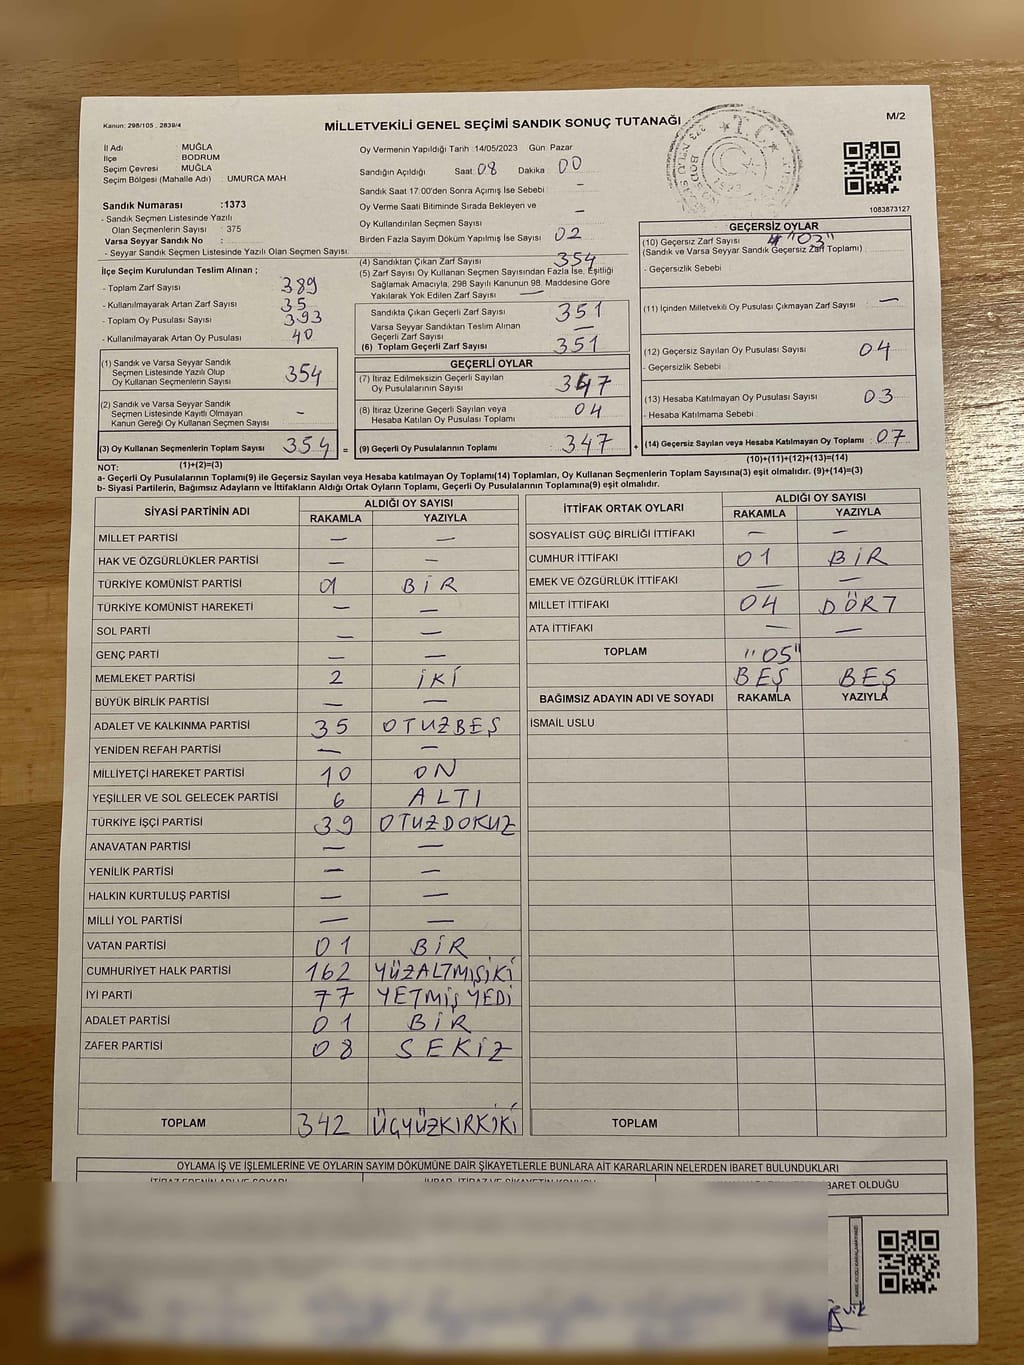 Kanun: 298/105 , 2839/4
MİLLETVEKİLİ GENEL SEÇİMİ SANDIK SONUÇ TUTANAĞI
M/2
İl Adı : MUĞLA
İlçe : BODRUM
Seçim Çevresi : MUĞLA
Seçim Bölgesi (Mahalle Adı) : UMURCA MAH
Oy Vermenin Yapıldığı Tarih :14/05/2023 Gün: Pazar
Sandığın Açıldığı Saat: 08 Dakika : 00
Sandık Saat 17:00'den Sonra Açımış İse Sebebi : -
Oy Verme Saati Bitiminde Sırada Bekleyen ve
Oy Kullandırılan Seçmen Sayısı : -
Birden Fazla Sayım Döküm Yapılmış İse Sayısı : 02
T.C.
1083873127
Sandık Numarası :1373
- Sandık Seçmen Listesinde Yazılı
Olan Seçmenlerin Sayısı : 375
Varsa Seyyar Sandık No :
- Seyyar Sandık Seçmen Listesinde Yazılı Olan Seçmen Sayısı:
İlçe Seçim Kurulundan Teslim Alınan ;
- Toplam Zarf Sayısı : 389
- Kullanılmayarak Artan Zarf Sayısı : 35
- Toplam Oy Pusulası Sayısı : 393
- Kullanılmayarak Artan Oy Pusulası : 40
(1) Sandık ve Varsa Seyyar Sandık
Seçmen Listesinde Yazılı Olup
Oy Kullanan Seçmenlerin Sayısı : 354
(2) Sandık ve Varsa Seyyar Sandık
Seçmen Listesinde Kayıtlı Olmayan
Kanun Gereği Oy Kullanan Seçmen Sayısı : -
(3) Oy Kullanan Seçmenlerin Toplam Sayısı : 354 =
(1)+(2)=(3)
(4) Sandıktan Çıkan Zarf Sayısı : 354
(5) Zarf Sayısı Oy Kullanan Seçmen Sayısından Fazla İse, Eşitliği
Sağlamak Amacıyla, 298 Sayılı Kanunun 98. Maddesine Göre
Yakılarak Yok Edilen Zarf Sayısı : —
Sandıkta Çıkan Geçerli Zarf Sayısı : 351
Varsa Seyyar Sandıktan Teslim Alınan
Geçerli Zarf Sayısı : —
(6) Toplam Geçerli Zarf Sayısı : 351
GEÇERLİ OYLAR
(7) İtiraz Edilmeksizin Geçerli Sayılan
Oy Pusulalarının Sayısı : 347
(8) İtiraz Üzerine Geçerli Sayılan veya
Hesaba Katılan Oy Pusulası Toplamı : 04
(9) Geçerli Oy Pusulalarının Toplamı : 347 +
GEÇERSİZ OYLAR
(10) Geçersiz Zarf Sayısı : "03"
(Sandık ve Varsa Seyyar Sandık Geçersiz Zarf Toplamı)
- Geçersizlik Sebebi :
(11) İçinden Milletvekili Oy Pusulası Çıkmayan Zarf Sayısı : —
(12) Geçersiz Sayılan Oy Pusulası Sayısı : 04
- Geçersizlik Sebebi :
(13) Hesaba Katılmayan Oy Pusulası Sayısı : 03
- Hesaba Katılmama Sebebi :
(14) Geçersiz Sayılan veya Hesaba Katılmayan Oy Toplamı : 07
(10)+(11)+(12)+(13)=(14)
NOT:
a- Geçerli Oy Pusulalarının Toplamı(9) ile Geçersiz Sayılan veya Hesaba Katılmayan Oy Toplamı(14) Toplamları, Oy Kullanan Seçmenlerin Toplam Sayısına(3) eşit olmalıdır. (9)+(14)=(3)
b- Siyasi Partilerin, Bağımsız Adayların ve İttifakların Aldığı Ortak Oyların Toplamı, Geçerli Oy Pusulalarının Toplamına(9) eşit olmalıdır.
SİYASİ PARTİNİN ADI ALDIĞI OY SAYISI
RAKAMLA YAZIYLA
MİLLET PARTİSİ — —
HAK VE ÖZGÜRLÜKLER PARTİSİ — —
TÜRKİYE KOMÜNİST PARTİSİ 01 BİR
TÜRKİYE KOMÜNİST HAREKETİ — —
SOL PARTİ — —
GENÇ PARTİ — —
MEMLEKET PARTİSİ 2 İKİ
BÜYÜK BİRLİK PARTİSİ — —
ADALET VE KALKINMA PARTİSİ 35 OTUZBEŞ
YENİDEN REFAH PARTİSİ — —
MİLLİYETÇİ HAREKET PARTİSİ 10 ON
YEŞİLLER VE SOL GELECEK PARTİSİ 6 ALTI
TÜRKİYE İŞÇİ PARTİSİ 39 OTUZDOKUZ
ANAVATAN PARTİSİ — —
YENİLİK PARTİSİ — —
HALKIN KURTULUŞ PARTİSİ — —
MİLLİ YOL PARTİSİ — —
VATAN PARTİSİ 01 BİR
CUMHURİYET HALK PARTİSİ 162 YÜZALTMIŞİKİ
İYİ PARTİ 77 YETMİŞYEDİ
ADALET PARTİSİ 01 BİR
ZAFER PARTİSİ 08 SEKİZ
TOPLAM 342 ÜÇYÜZKIRKİKİ
İTTİFAK ORTAK OYLARI ALDIĞI OY SAYISI
RAKAMLA YAZIYLA
SOSYALİST GÜÇ BİRLİĞİ İTTİFAKI — —
CUMHUR İTTİFAKI 01 BİR
EMEK VE ÖZGÜRLÜK İTTİFAKI — —
MİLLET İTTİFAKI 04 DÖRT
ATA İTTİFAKI — —
TOPLAM "05"
BEŞ BEŞ
BAĞIMSIZ ADAYIN ADI VE SOYADI RAKAMLA YAZIYLA
İSMAİL USLU
TOPLAM
OYLAMA İŞ VE İŞLEMLERİNE VE OYLARIN SAYIM DÖKÜMÜNE DAİR ŞİKAYETLERLE BUNLARA AİT KARARLARIN NELERDEN İBARET BULUNDUKLARI
İTİRAZ EDENİN ADI VE SOYADI İHBAR, İTİRAZ VE ŞİKAYETİN KONUSU İBARET OLDUĞU